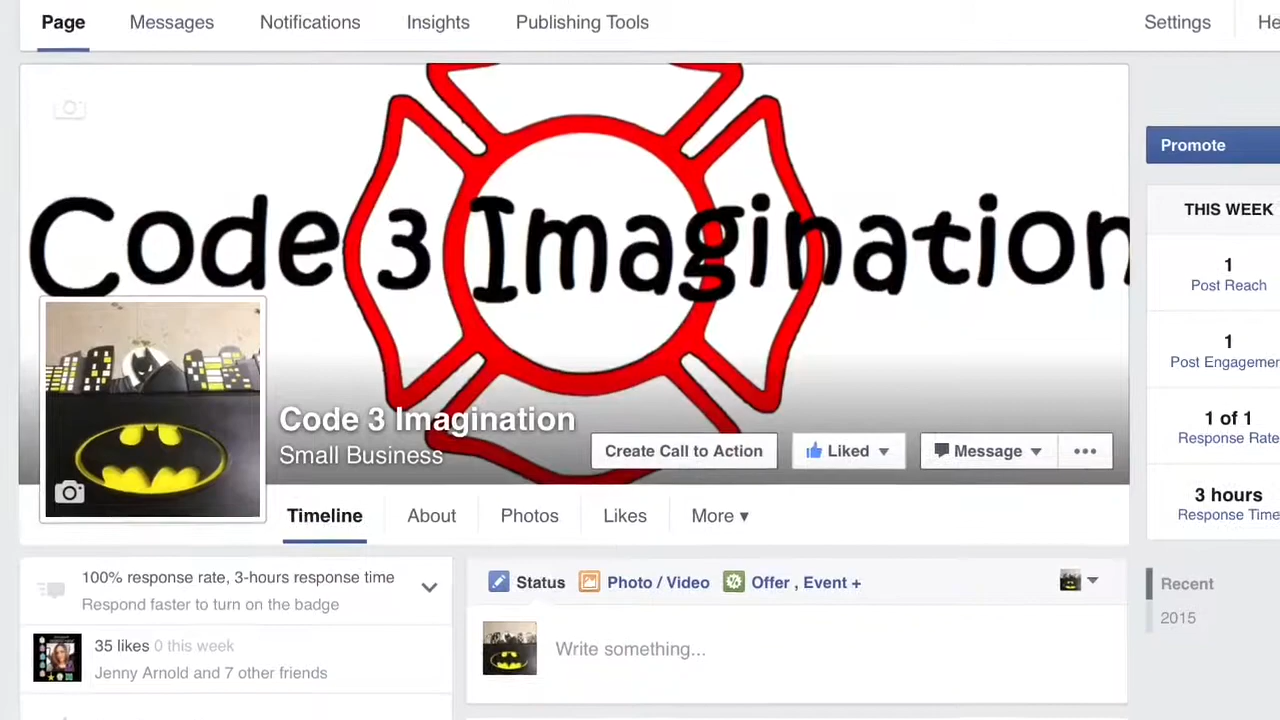 Page Messages Notifications Insights Publishing Tools Settings
Code 3 Imagination
Promote
THIS WEEK
1
Post Reach
1
Post Engagemen
1 of 1
Response Rate
3 hours
Response Time
Code 3 Imagination
Small Business
Create Call to Action Liked Message
Timeline About Photos Likes More
100% response rate, 3-hours response time
Respond faster to turn on the badge
35 likes 0 this week
Jenny Arnold and 7 other friends
Status Photo / Video Offer , Event +
Write something...
Recent
2015